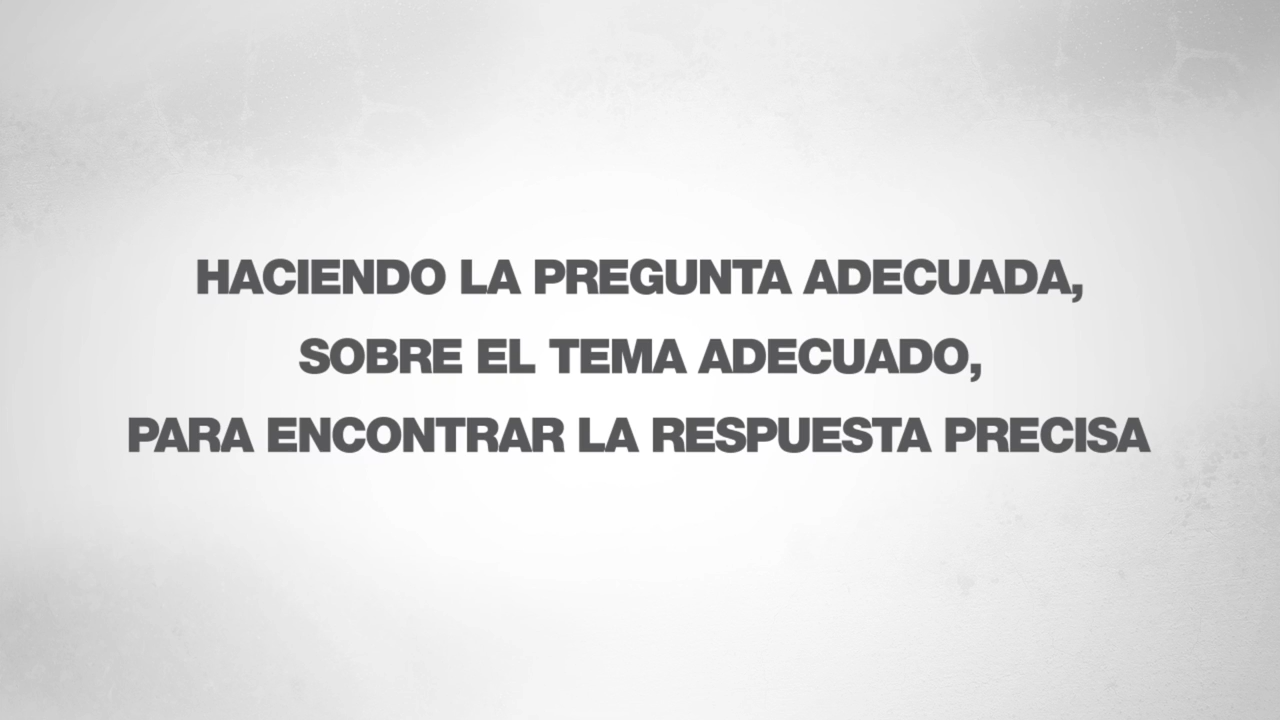 HACIENDO LA PREGUNTA ADECUADA,
SOBRE EL TEMA ADECUADO,
PARA ENCONTRAR LA RESPUESTA PRECISA